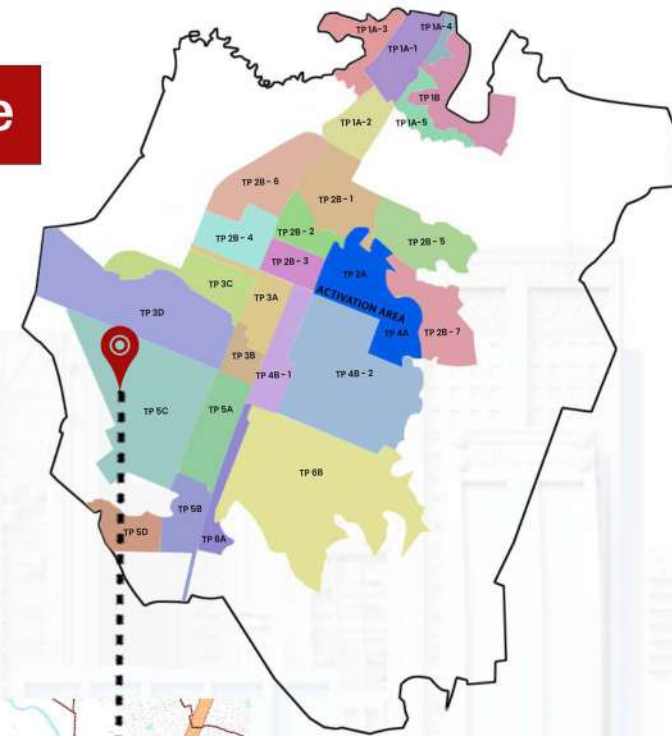 e
TP 1A-3
TP 1A-4
TP 1A-1
TP 1B
TP 1A-2
TP 1A-5
TP 2B - 6
TP 2B - 1
TP 2B - 4
TP 2B - 2
TP 2B - 5
TP 2B - 3
TP 2A
TP 3C
TP 3A
ACTIVATION AREA
TP 3D
TP 4A
TP 2B - 7
TP 3B
TP 4B - 1
TP 4B - 2
TP 5C
TP 5A
TP 6B
TP 5B
TP 5D
TP 6A